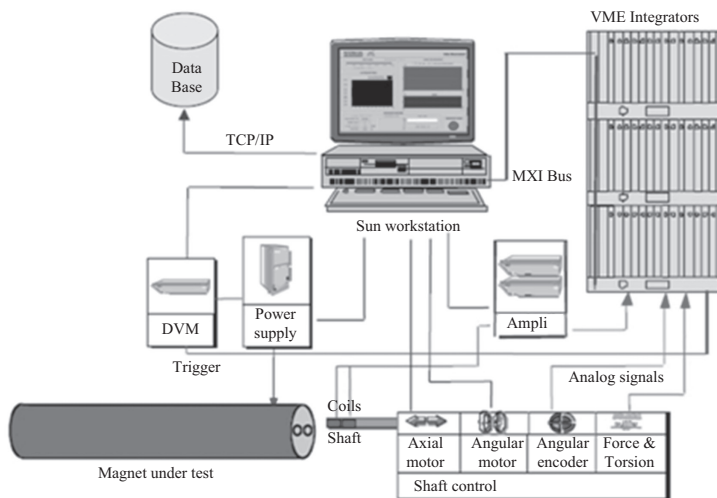 VME Integrators
Data
Base
TCP/IP
MXI Bus
Sun workstation
DVM
Power
supply
Ampli
Trigger
Analog signals
Coils
Shaft
Axial
motor
Angular
motor
Angular
encoder
Force &
Torsion
Magnet under test
Shaft control